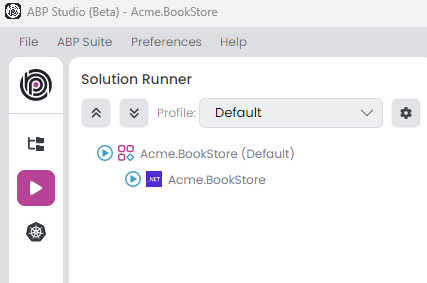 ABP Studio (Beta) - Acme.BookStore
File ABP Suite Preferences Help
Solution Runner
Profile: Default
Acme.BookStore (Default)
.NET Acme.BookStore